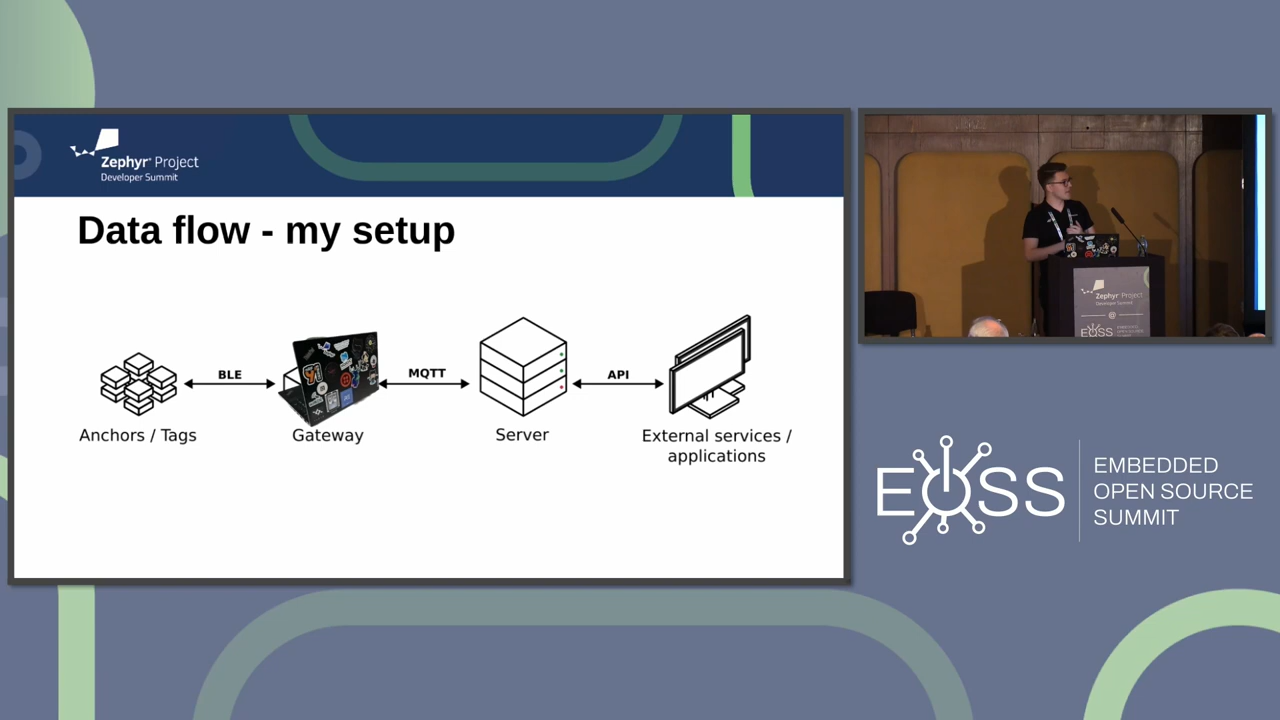 Zephyr® Project
Developer Summit
Data flow - my setup
BLE
MQTT
API
Anchors / Tags
Gateway
Server
External services /
applications
Zephyr® Project
Developer Summit
@
EOSS
EOSS
EMBEDDED
OPEN SOURCE
SUMMIT